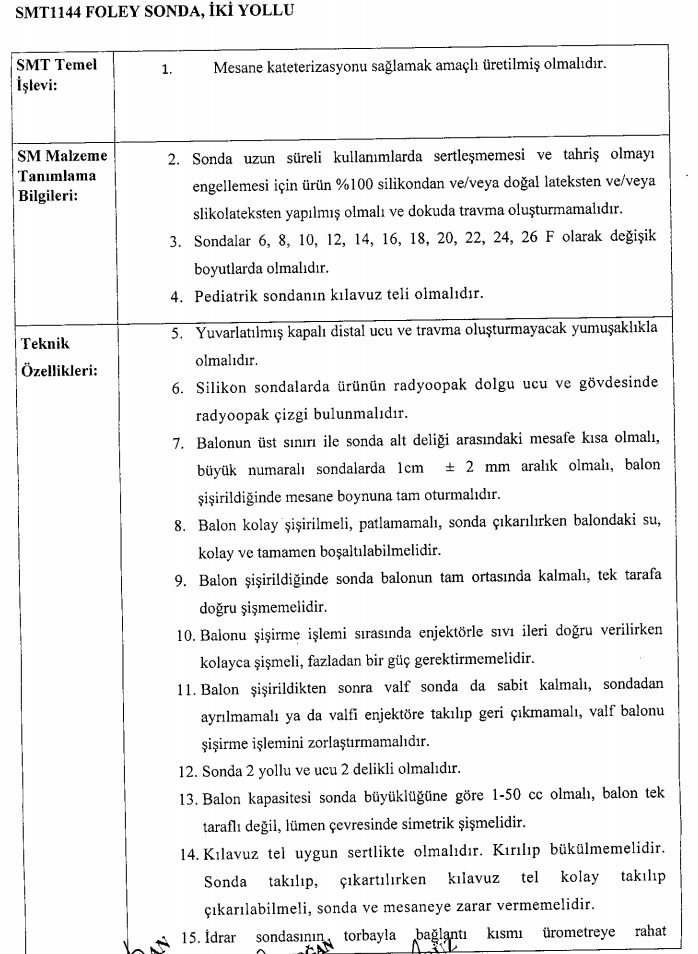 SMT1144 FOLEY SONDA, İKİ YOLLU
SMT Temel
İşlevi:
1. Mesane kateterizasyonu sağlamak amaçlı üretilmiş olmalıdır.
SM Malzeme
Tanımlama
Bilgileri:
2. Sonda uzun süreli kullanımlarda sertleşmemesi ve tahriş olmayı
engellemesi için ürün %100 silikondan ve/veya doğal lateksten ve/veya
slikolateksten yapılmış olmalı ve dokuda travma oluşturmamalıdır.
3. Sondalar 6, 8, 10, 12, 14, 16, 18, 20, 22, 24, 26 F olarak değişik
boyutlarda olmalıdır.
4. Pediatrik sondanın kılavuz teli olmalıdır.
Teknik
Özellikleri:
5. Yuvarlatılmış kapalı distal ucu ve travma oluşturmayacak yumuşaklıkla
olmalıdır.
6. Silikon sondalarda ürünün radyoopak dolgu ucu ve gövdesinde
radyoopak çizgi bulunmalıdır.
7. Balonun üst sınırı ile sonda alt deliği arasındaki mesafe kısa olmalı,
büyük numaralı sondalarda 1cm ± 2 mm aralık olmalı, balon
şişirildiğinde mesane boynuna tam oturmalıdır.
8. Balon kolay şişirilmeli, patlamamalı, sonda çıkarılırken balondaki su,
kolay ve tamamen boşaltılabilmelidir.
9. Balon şişirildiğinde sonda balonun tam ortasında kalmalı, tek tarafa
doğru şişmemelidir.
10. Balonu şişirme işlemi sırasında enjektörle sıvı ileri doğru verilirken
kolayca şişmeli, fazladan bir güç gerektirmemelidir.
11. Balon şişirildikten sonra valf sonda da sabit kalmalı, sondadan
ayrılmamalı ya da valfi enjektöre takılıp geri çıkmamalı, valf balonu
şişirme işlemini zorlaştırmamalıdır.
12. Sonda 2 yollu ve ucu 2 delikli olmalıdır.
13. Balon kapasitesi sonda büyüklüğüne göre 1-50 cc olmalı, balon tek
taraflı değil, lümen çevresinde simetrik şişmelidir.
14. Kılavuz tel uygun sertlikte olmalıdır. Kırılıp bükülmemelidir.
Sonda takılıp, çıkartılırken kılavuz tel kolay takılıp
çıkarılabilmeli, sonda ve mesaneye zarar vermemelidir.
15. İdrar sondasının torbayla bağlantı kısmı ürometreye rahat